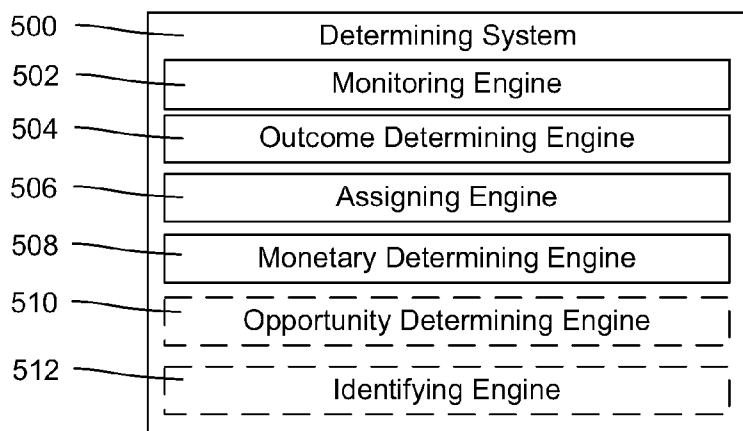 500 Determining System
502 Monitoring Engine
504 Outcome Determining Engine
506 Assigning Engine
508 Monetary Determining Engine
510 Opportunity Determining Engine
512 Identifying Engine